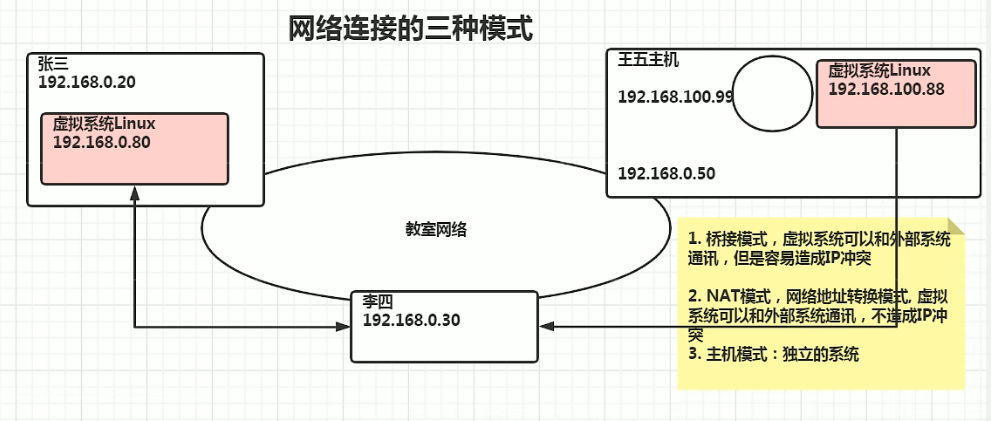 网络连接的三种模式
张三
192.168.0.20
虚拟系统Linux
192.168.0.80
王五主机
192.168.100.99
虚拟系统Linux
192.168.100.88
192.168.0.50
教室网络
李四
192.168.0.30
1. 桥接模式，虚拟系统可以和外部系统
通讯，但是容易造成IP冲突
2. NAT模式，网络地址转换模式, 虚拟
系统可以和外部系统通讯，不造成IP冲
突
3. 主机模式：独立的系统